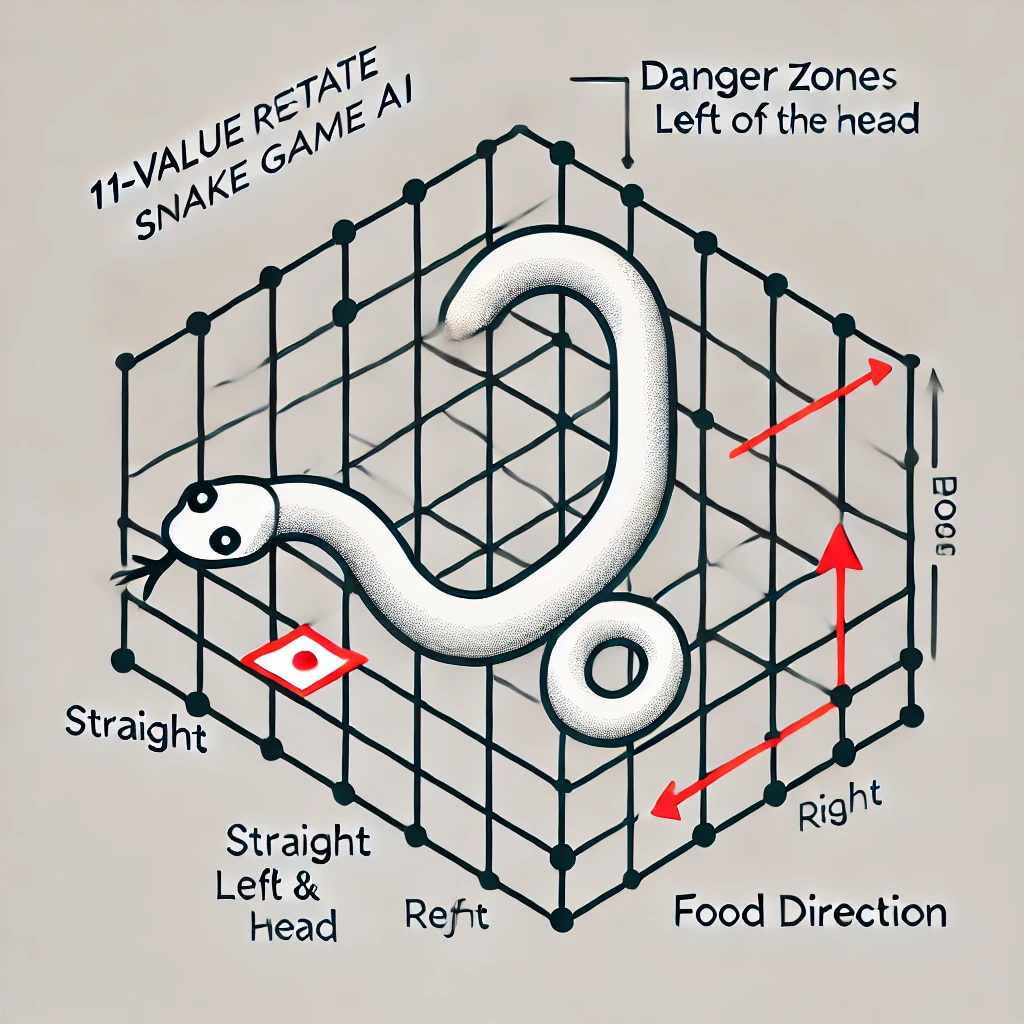 11-VALUE RETATE
SNAKE GAME AI
Danger Zones
Left of the head
Straight
Straight
Left &
Head
Right
Food Direction